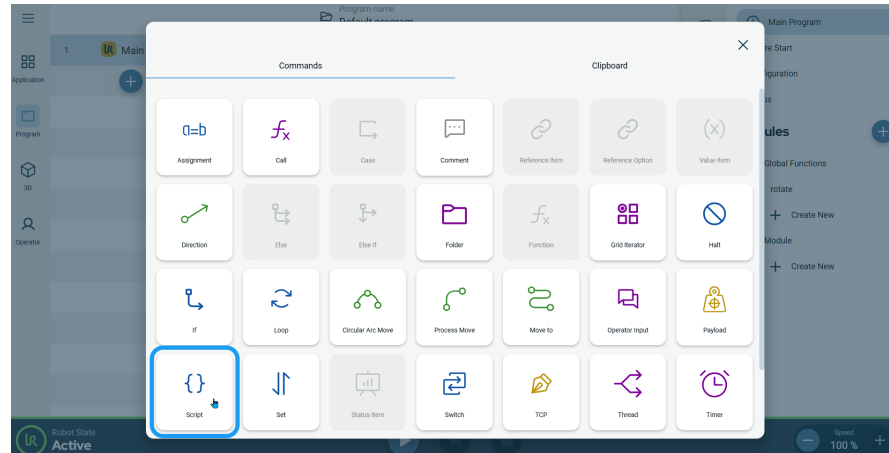 Program name
Default program
Main Program
1
Main
Commands
Clipboard
re Start
Application
iguration
us
a=b
Assignment
fx
Call
Case
Comment
Reference Item
Reference Option
(x)
Value Item
Program
ules
Global Functions
3D
rotate
Direction
Else
Else If
Folder
fx
Function
Grid Iterator
Halt
Create New
Operator
Module
Create New
If
Loop
Circular Arc Move
Process Move
Move to
Operator Input
Payload
{}
Script
Set
Status Item
Switch
TCP
Thread
Timer
UR
Robot State
Active
Speed
100 %